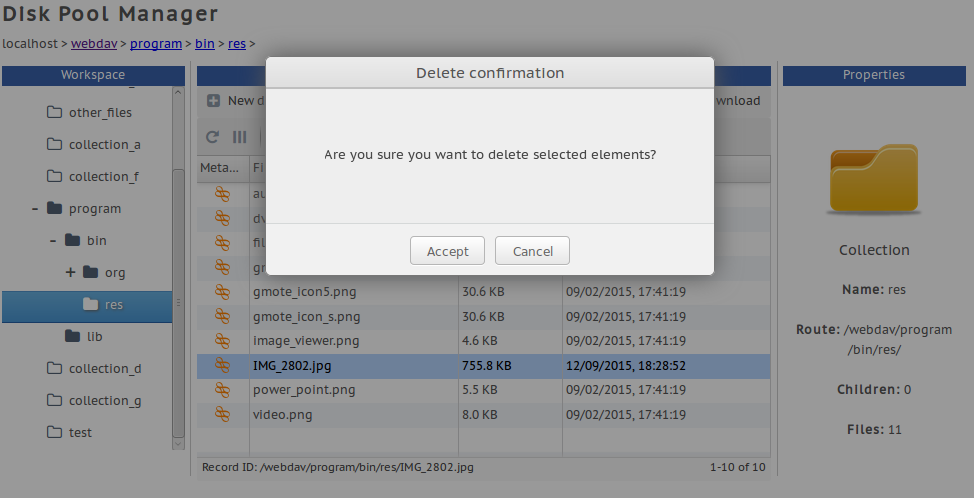 Disk Pool Manager
localhost > webdav > program > bin > res >
Workspace
other_files
collection_a
collection_f
- program
- bin
+ org
res
lib
collection_d
collection_g
test
New d
wnload
Meta... Fi
au
dv
fil
gr
gmote_icon5.png 30.6 KB 09/02/2015, 17:41:19
gmote_icon_s.png 30.6 KB 09/02/2015, 17:41:19
image_viewer.png 4.6 KB 09/02/2015, 17:41:19
IMG_2802.jpg 755.8 KB 12/09/2015, 18:28:52
power_point.png 5.5 KB 09/02/2015, 17:41:19
video.png 8.0 KB 09/02/2015, 17:41:19
Record ID: /webdav/program/bin/res/IMG_2802.jpg 1-10 of 10
Delete confirmation
Are you sure you want to delete selected elements?
Accept Cancel
Properties
Collection
Name: res
Route: /webdav/program
/bin/res/
Children: 0
Files: 11